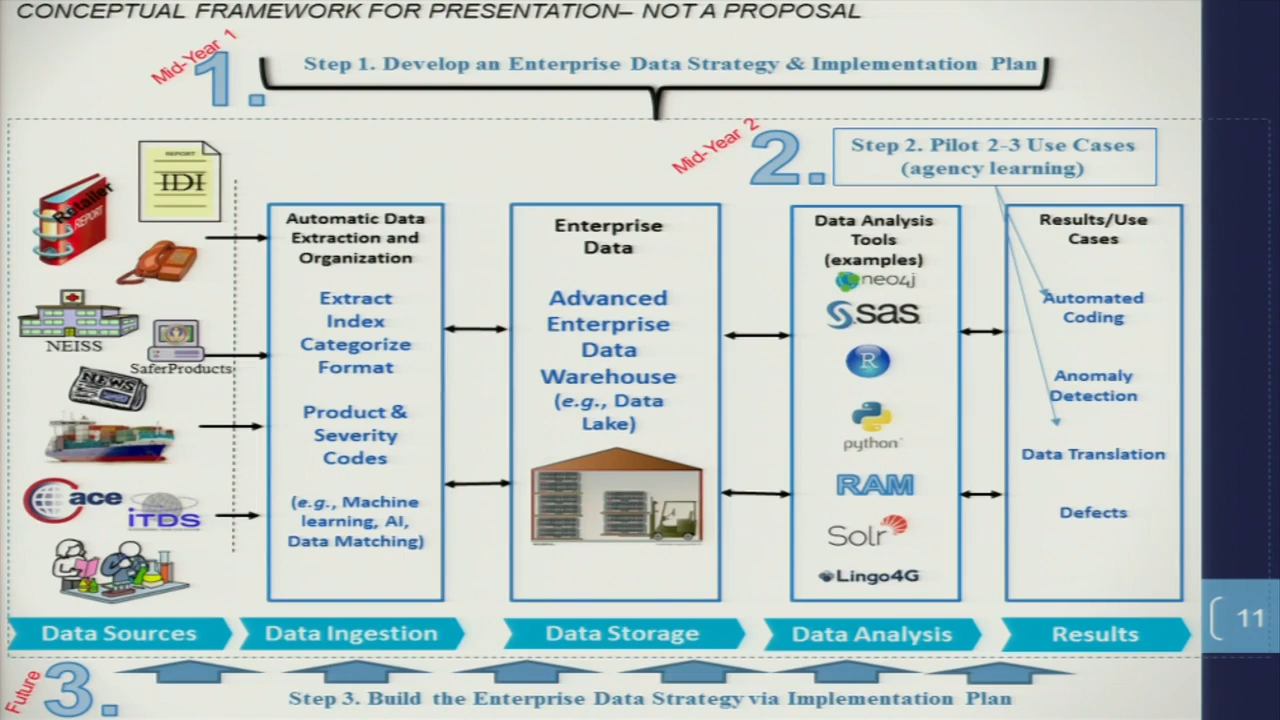 CONCEPTUAL FRAMEWORK FOR PRESENTATION– NOT A PROPOSAL
Mid-Year 1
1.
Step 1. Develop an Enterprise Data Strategy & Implementation Plan
Mid-Year 2
2.
Step 2. Pilot 2-3 Use Cases
(agency learning)
REPORT
IDI
Retailer
REPORT
NEISS
SaferProducts
NEWS
ace
iTDS
Automatic Data
Extraction and
Organization
Extract
Index
Categorize
Format
Product &
Severity
Codes
(e.g., Machine
learning, AI,
Data Matching)
Enterprise
Data
Advanced
Enterprise
Data
Warehouse
(e.g., Data
Lake)
Data Analysis
Tools
(examples)
neo4j
sas
R
python
RAM
Solr
Lingo4G
Results/Use
Cases
Automated
Coding
Anomaly
Detection
Data Translation
Defects
11
Data Sources
Data Ingestion
Data Storage
Data Analysis
Results
Future
3.
Step 3. Build the Enterprise Data Strategy via Implementation Plan